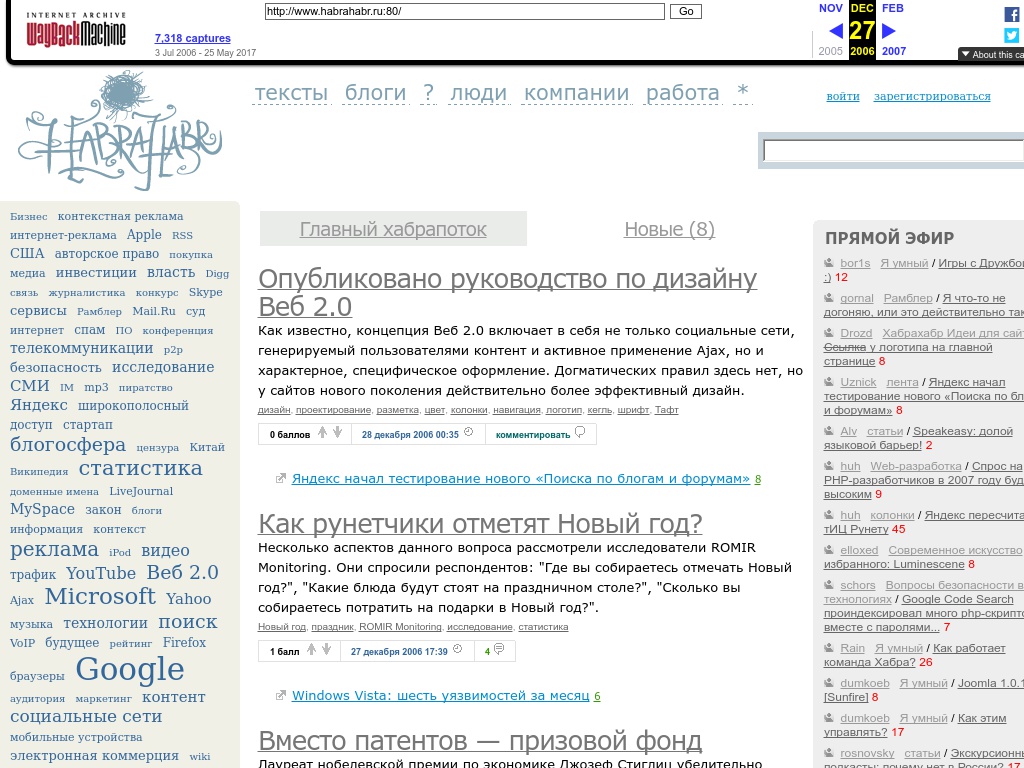 INTERNET ARCHIVE
WayBackMachine
http://www.habrahabr.ru:80/
Go
7,318 captures
3 Jul 2006 - 25 May 2017
NOV DEC FEB
27
2005 2006 2007
About this ca
HabraHabr
тексты блоги ? люди компании работа *
войти зарегистрироваться
Бизнес контекстная реклама
интернет-реклама Apple RSS
США авторское право покупка
медиа инвестиции власть Digg
связь журналистика конкурс Skype
сервисы Рамблер Mail.Ru суд
интернет спам ПО конференция
телекоммуникации p2p
безопасность исследование
СМИ IM mp3 пиратство
Яндекс широкополосный
доступ стартап
блогосфера цензура Китай
Википедия статистика
доменные имена LiveJournal
MySpace закон блоги
информация контекст
реклама iPod видео
трафик YouTube Веб 2.0
Ajax Microsoft Yahoo
музыка технологии поиск
VoIP будущее рейтинг Firefox
браузеры Google
аудитория маркетинг контент
социальные сети
мобильные устройства
электронная коммерция wiki
Главный хабрапоток Новые (8)
Опубликовано руководство по дизайну
Веб 2.0
Как известно, концепция Веб 2.0 включает в себя не только социальные сети,
генерируемый пользователями контент и активное применение Ajax, но и
характерное, специфическое оформление. Догматических правил здесь нет, но
у сайтов нового поколения действительно более эффективный дизайн.
дизайн, проектирование, разметка, цвет, колонки, навигация, логотип, кегль, шрифт, Тафт
0 баллов 28 декабря 2006 00:35 комментировать
Яндекс начал тестирование нового «Поиска по блогам и форумам» 8
Как рунетчики отметят Новый год?
Несколько аспектов данного вопроса рассмотрели исследователи ROMIR
Monitoring. Они спросили респондентов: "Где вы собираетесь отмечать Новый
год?", "Какие блюда будут стоят на праздничном столе?", "Сколько вы
собираетесь потратить на подарки в Новый год?".
Новый год, праздник, ROMIR Monitoring, исследование, статистика
1 балл 27 декабря 2006 17:39 4
Windows Vista: шесть уязвимостей за месяц 6
Вместо патентов — призовой фонд
Лауреат нобелевской премии по экономике Джозеф Стиглиц убедительно
ПРЯМОЙ ЭФИР
bor1s Я умный / Игры с Дружбо
:) 12
gomal Рамблер / Я что-то не
догоняю, или это действительно так
Drozd Хабрахабр Идеи для сай
Ссылка у логотипа на главной
странице 8
Uznick лента / Яндекс начал
тестирование нового «Поиска по бл
и форумам» 8
Alv статьи / Speakeasy: долой
языковой барьер! 2
huh Web-разработка / Спрос на
PHP-разработчиков в 2007 году буд
высоким 9
huh колонки / Яндекс пересчита
тИЦ Рунету 45
elloxed Современное искусство
избранного: Luminescene 8
schors Вопросы безопасности в
технологиях / Google Code Search
проиндексировал много php-скрипто
вместе с паролями... 7
Rain Я умный / Как работает
команда Хабра? 26
dumkoeb Я умный / Joomla 1.0.1
[Sunfire] 8
dumkoeb Я умный / Как этим
управлять? 17
rosnovsky статьи / Экскурсионн
подкасты: почему нет в России? 17